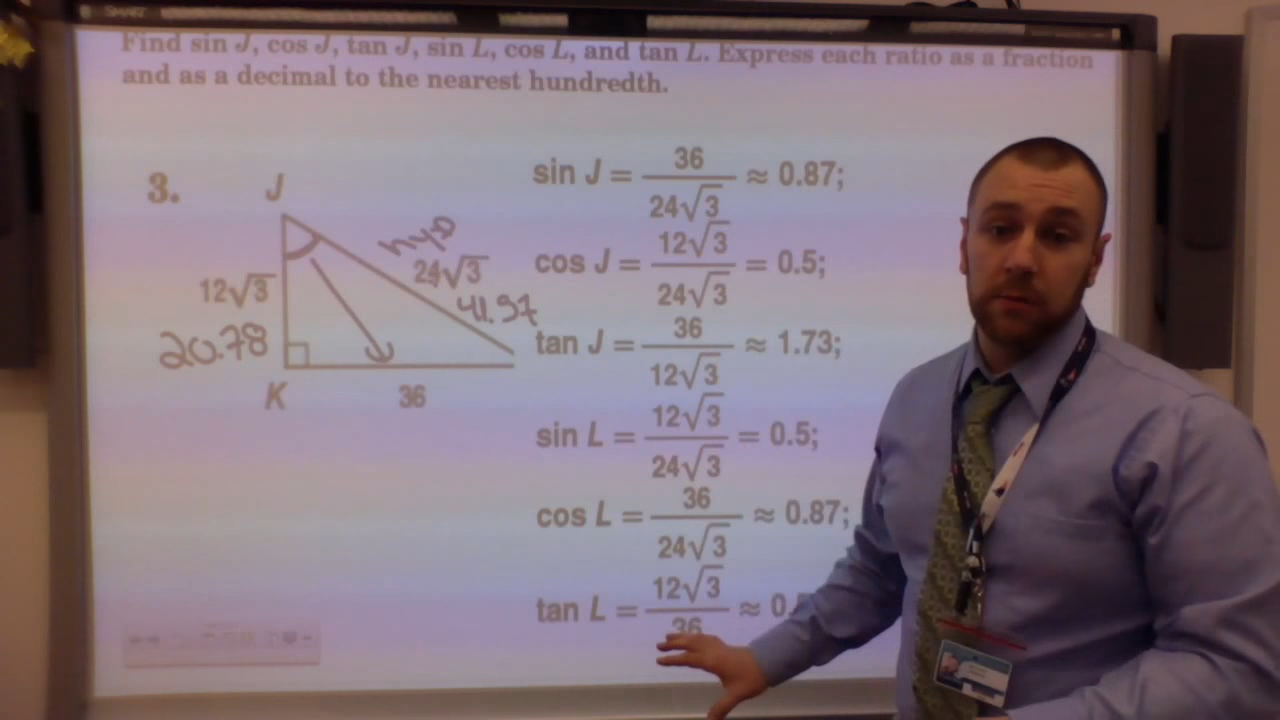 SMART
Find sin J, cos J, tan J, sin L, cos L, and tan L. Express each ratio as a fraction
and as a decimal to the nearest hundredth.
3.
J
hyp
24√3
41.57
12√3
20.78
K
36
sin J = 36/24√3 ≈ 0.87;
cos J = 12√3/24√3 = 0.5;
tan J = 36/12√3 ≈ 1.73;
sin L = 12√3/24√3 = 0.5;
cos L = 36/24√3 ≈ 0.87;
tan L = 12√3/36 ≈ 0.5